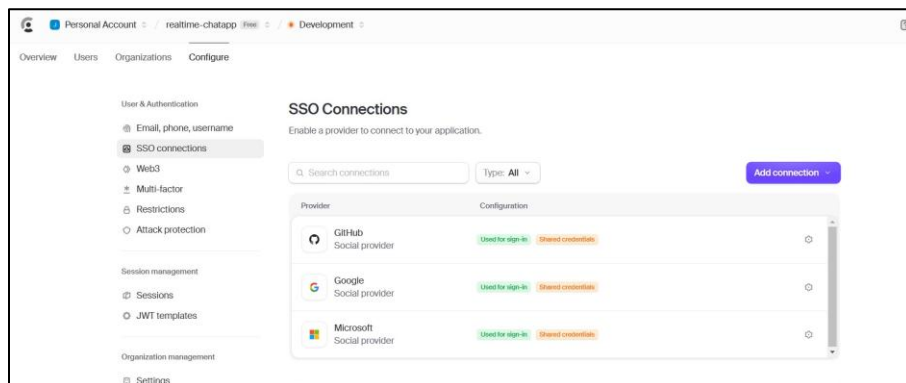 Personal Account / realtime-chatapp Free / Development
Overview Users Organizations Configure
User & Authentication
Email, phone, username
SSO connections
Web3
Multi-factor
Restrictions
Attack protection
Session management
Sessions
JWT templates
Organization management
Settings
SSO Connections
Enable a provider to connect to your application.
Search connections Type: All Add connection
Provider Configuration
GitHub
Social provider
Used for sign-in Shared credentials
Google
Social provider
Used for sign-in Shared credentials
Microsoft
Social provider
Used for sign-in Shared credentials